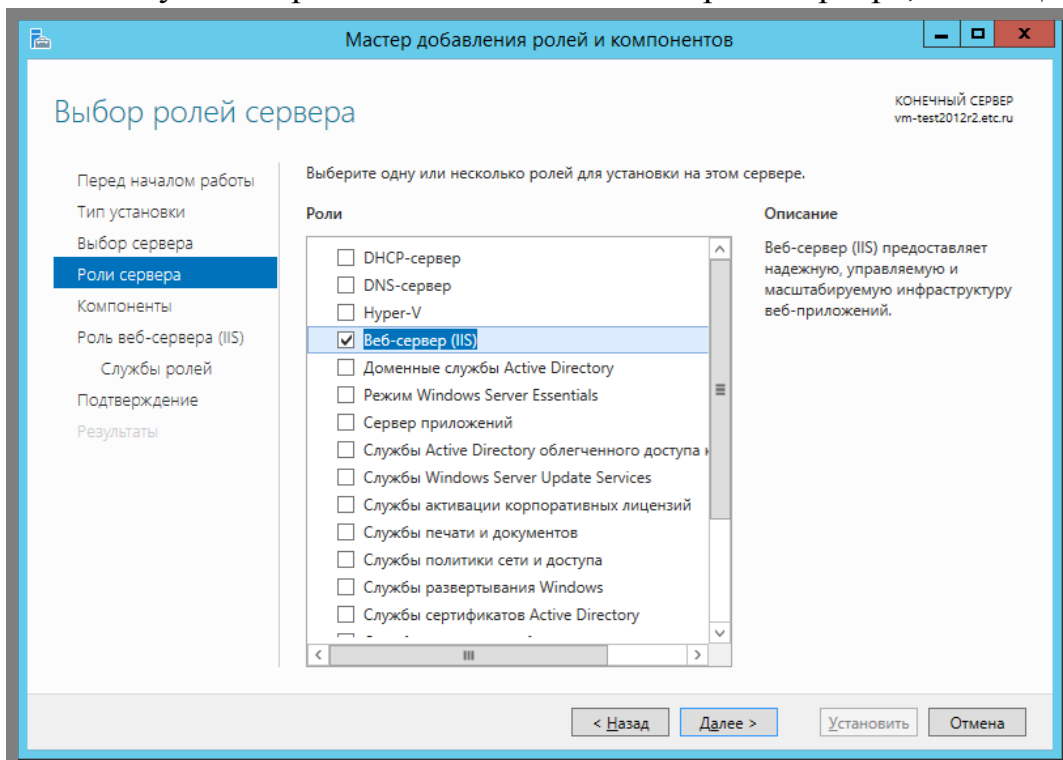 Мастер добавления ролей и компонентов
Выбор ролей сервера
КОНЕЧНЫЙ СЕРВЕР
vm-test2012r2.etc.ru
Перед началом работы
Тип установки
Выбор сервера
Роли сервера
Компоненты
Роль веб-сервера (IIS)
Службы ролей
Подтверждение
Результаты
Выберите одну или несколько ролей для установки на этом сервере.
Роли
DHCP-сервер
DNS-сервер
Hyper-V
Веб-сервер (IIS)
Доменные службы Active Directory
Режим Windows Server Essentials
Сервер приложений
Службы Active Directory облегченного доступа
Службы Windows Server Update Services
Службы активации корпоративных лицензий
Службы печати и документов
Службы политики сети и доступа
Службы развертывания Windows
Службы сертификатов Active Directory
Описание
Веб-сервер (IIS) предоставляет
надежную, управляемую и
масштабируемую инфраструктуру
веб-приложений.
< Назад
Далее >
Установить
Отмена